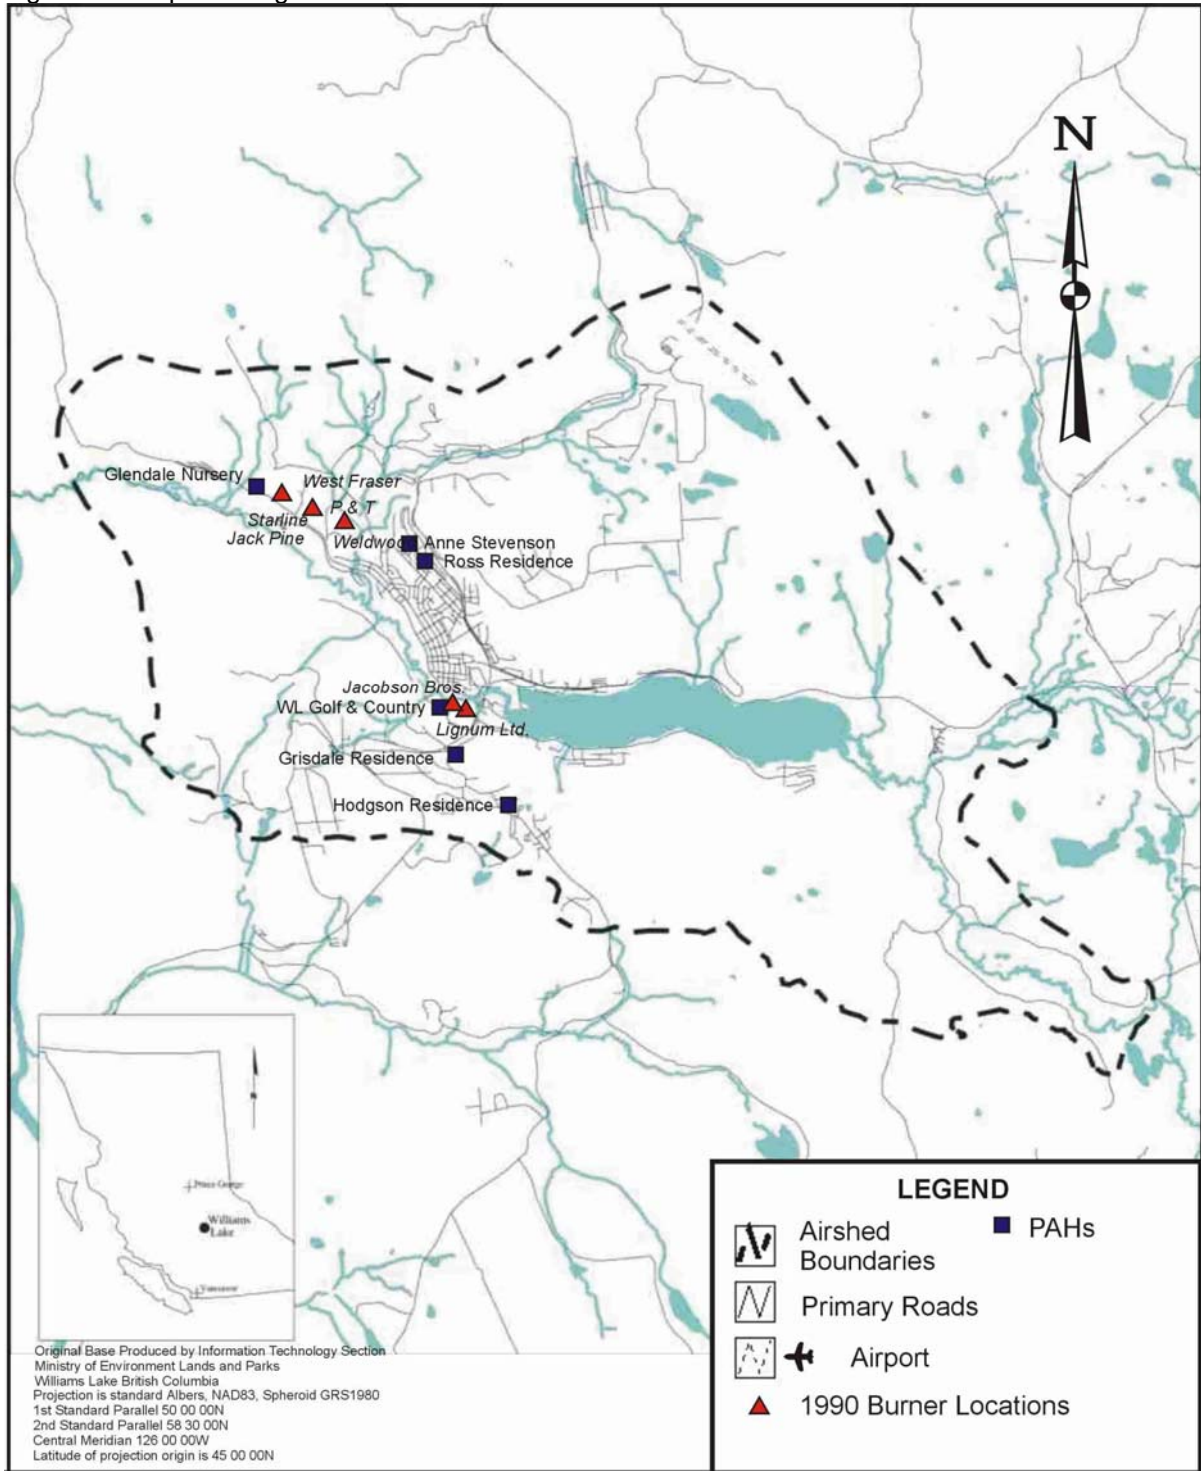 N
Glendale Nursery
West Fraser
P & T
Starline
Jack Pine
Weldwood
Anne Stevenson
Ross Residence
Jacobson Bros.
WL Golf & Country
Lignum Ltd.
Grisdale Residence
Hodgson Residence
N
Prince George
Williams
Lake
Vancouver
LEGEND
Airshed
Boundaries
PAHs
Primary Roads
Airport
1990 Burner Locations
Original Base Produced by Information Technology Section
Ministry of Environment Lands and Parks
Williams Lake British Columbia
Projection is standard Albers, NAD83, Spheroid GRS1980
1st Standard Parallel 50 00 00N
2nd Standard Parallel 58 30 00N
Central Meridian 126 00 00W
Latitude of projection origin is 45 00 00N